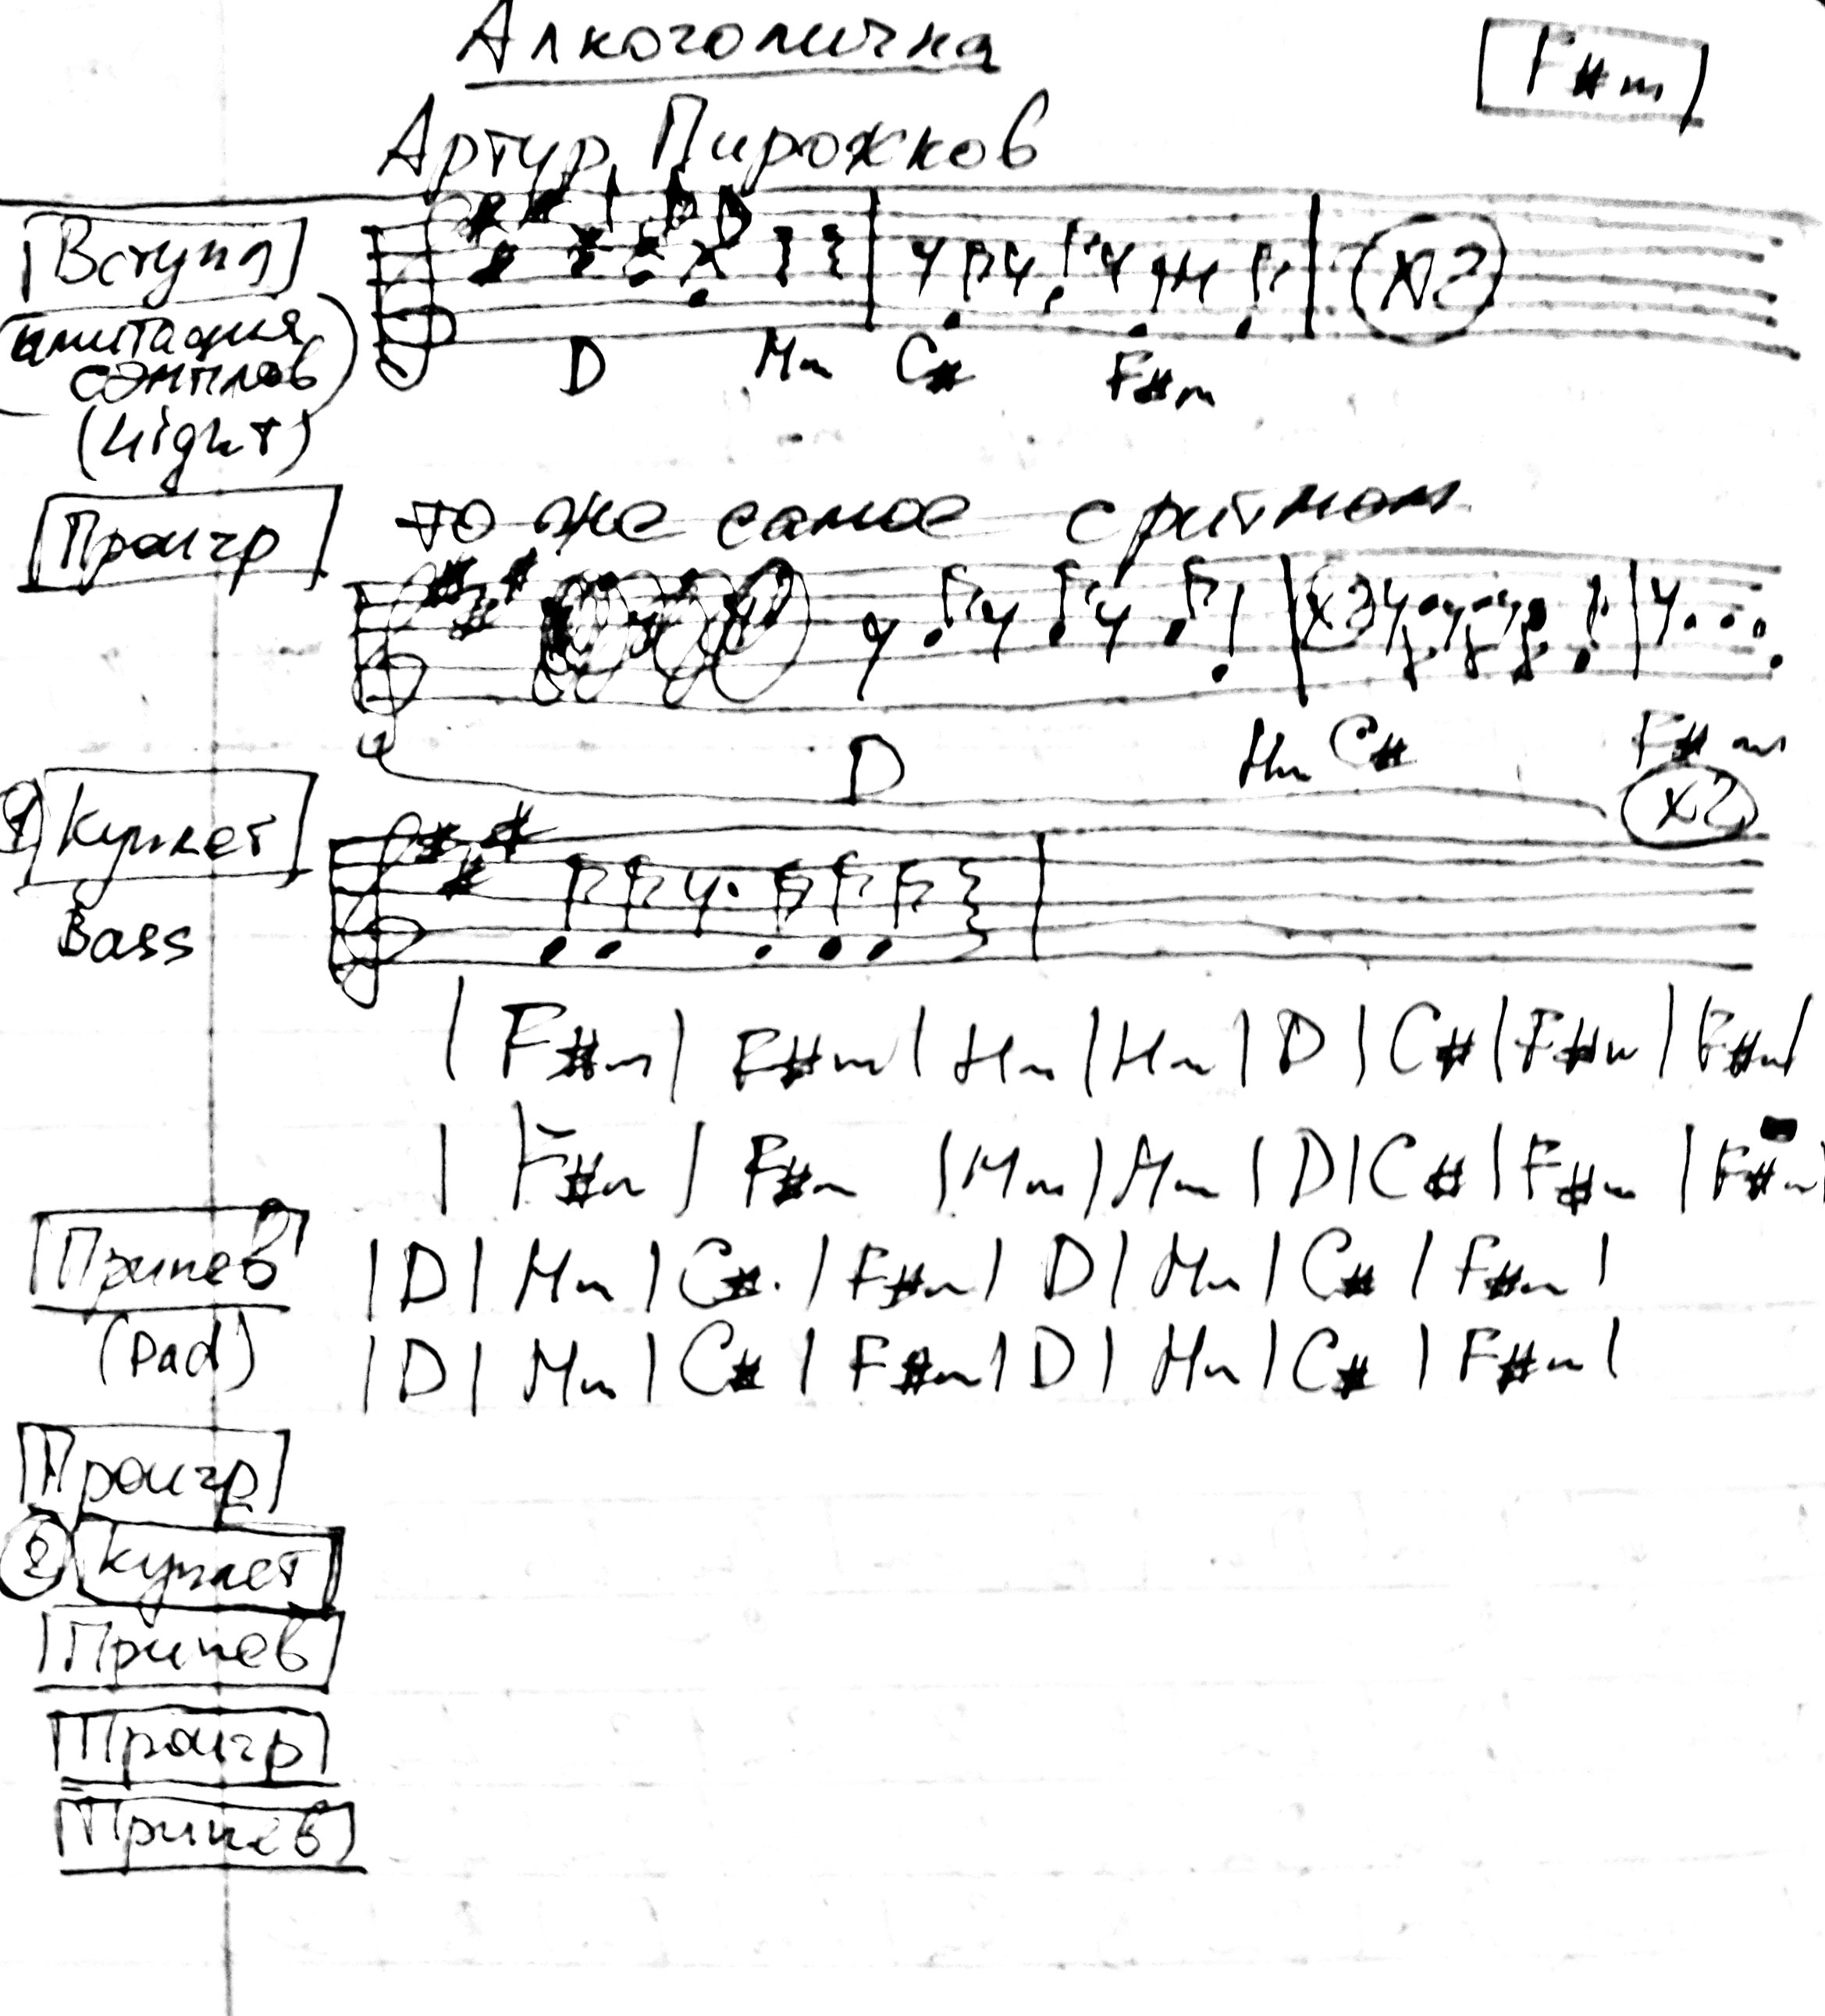 Алкоголичка
F#m
Артур Пирожков
Вступл
(имитация
сэмплов)
(Light)
x2
D Hm C# F#m
Проигр то же самое с ритмом
x3
D Hm C# F#m
x2
1 Куплет
Bass
| F#m | F#m | Hm | Hm | D | C# | F#m | F#m |
| F#m | F#m | Hm | Hm | D | C# | F#m | F#m |
Припев | D | Hm | C# | F#m | D | Hm | C# | F#m |
(Pad) | D | Hm | C# | F#m | D | Hm | C# | F#m |
Проигр
2 Куплет
Припев
Проигр
Припев